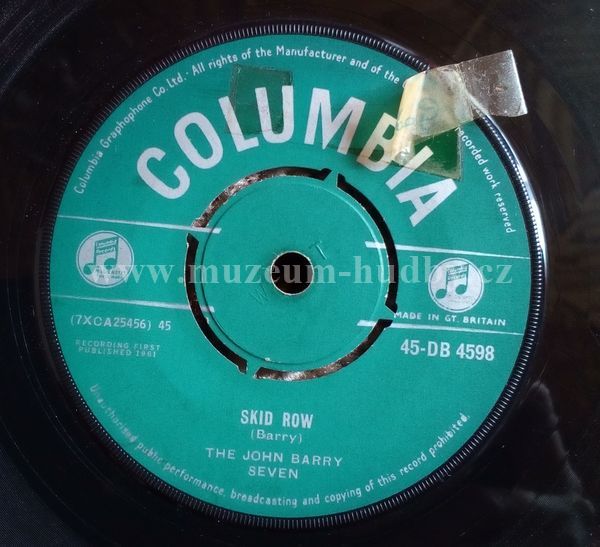 Columbia Graphophone Co. Ltd.: All rights of the Manufacturer and of the
recorded work reserved
COLUMBIA
www.muzeum-hudby.cz
(7XCA25456) 45
RECORDING FIRST
PUBLISHED 1961
MADE IN GT. BRITAIN
45-DB 4598
SKID ROW
(Barry)
THE JOHN BARRY
SEVEN
Unauthorised public performance, broadcasting and copying of this record prohibited.